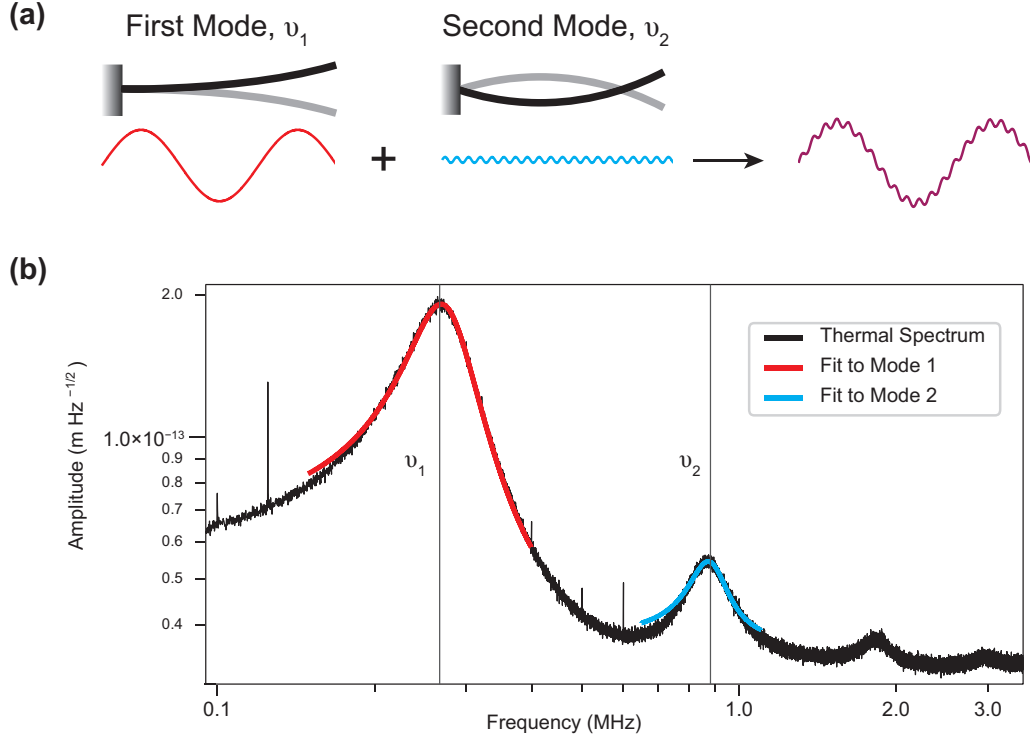 (a)
First Mode, υ1
Second Mode, υ2
+
(b)
2.0
1.0×10⁻¹³
0.9
0.8
0.7
0.6
0.5
0.4
Amplitude (m Hz ⁻¹ᐟ²)
υ1
υ2
Thermal Spectrum
Fit to Mode 1
Fit to Mode 2
0.1
1.0
2.0
3.0
Frequency (MHz)